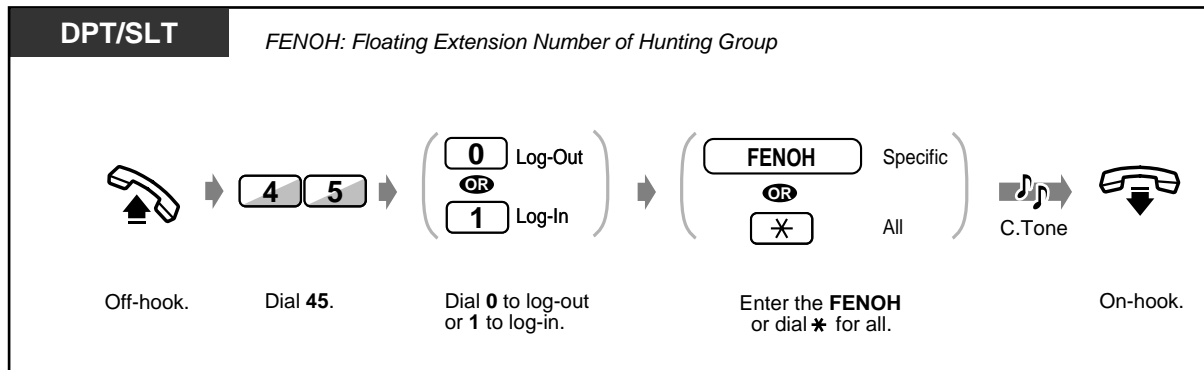 DPT/SLT
FENOH: Floating Extension Number of Hunting Group
4 5
0 Log-Out
OR
1 Log-In
FENOH Specific
OR
* All
C.Tone
Off-hook.
Dial 45.
Dial 0 to log-out
or 1 to log-in.
Enter the FENOH
or dial * for all.
On-hook.